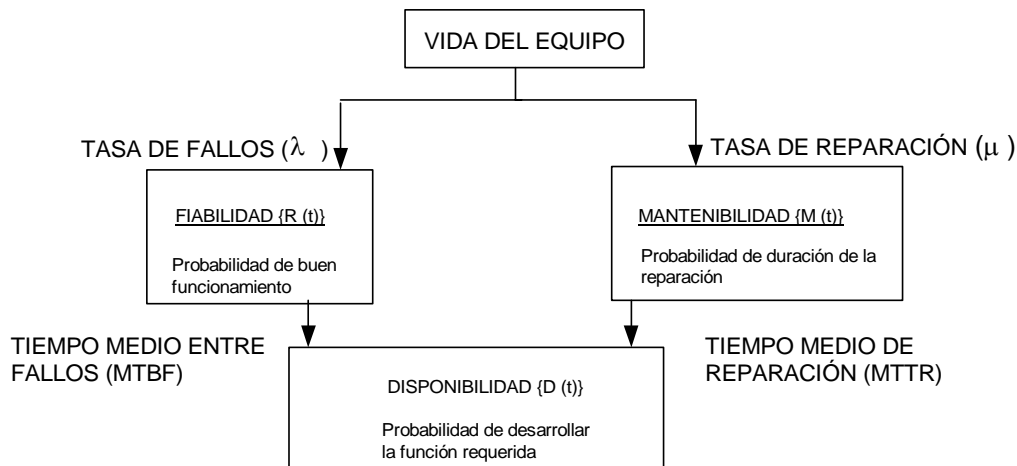 VIDA DEL EQUIPO
TASA DE FALLOS (λ )
TASA DE REPARACIÓN (μ )
FIABILIDAD {R (t)}
Probabilidad de buen
funcionamiento
MANTENIBILIDAD {M (t)}
Probabilidad de duración de la
reparación
TIEMPO MEDIO ENTRE
FALLOS (MTBF)
TIEMPO MEDIO DE
REPARACIÓN (MTTR)
DISPONIBILIDAD {D (t)}
Probabilidad de desarrollar
la función requerida